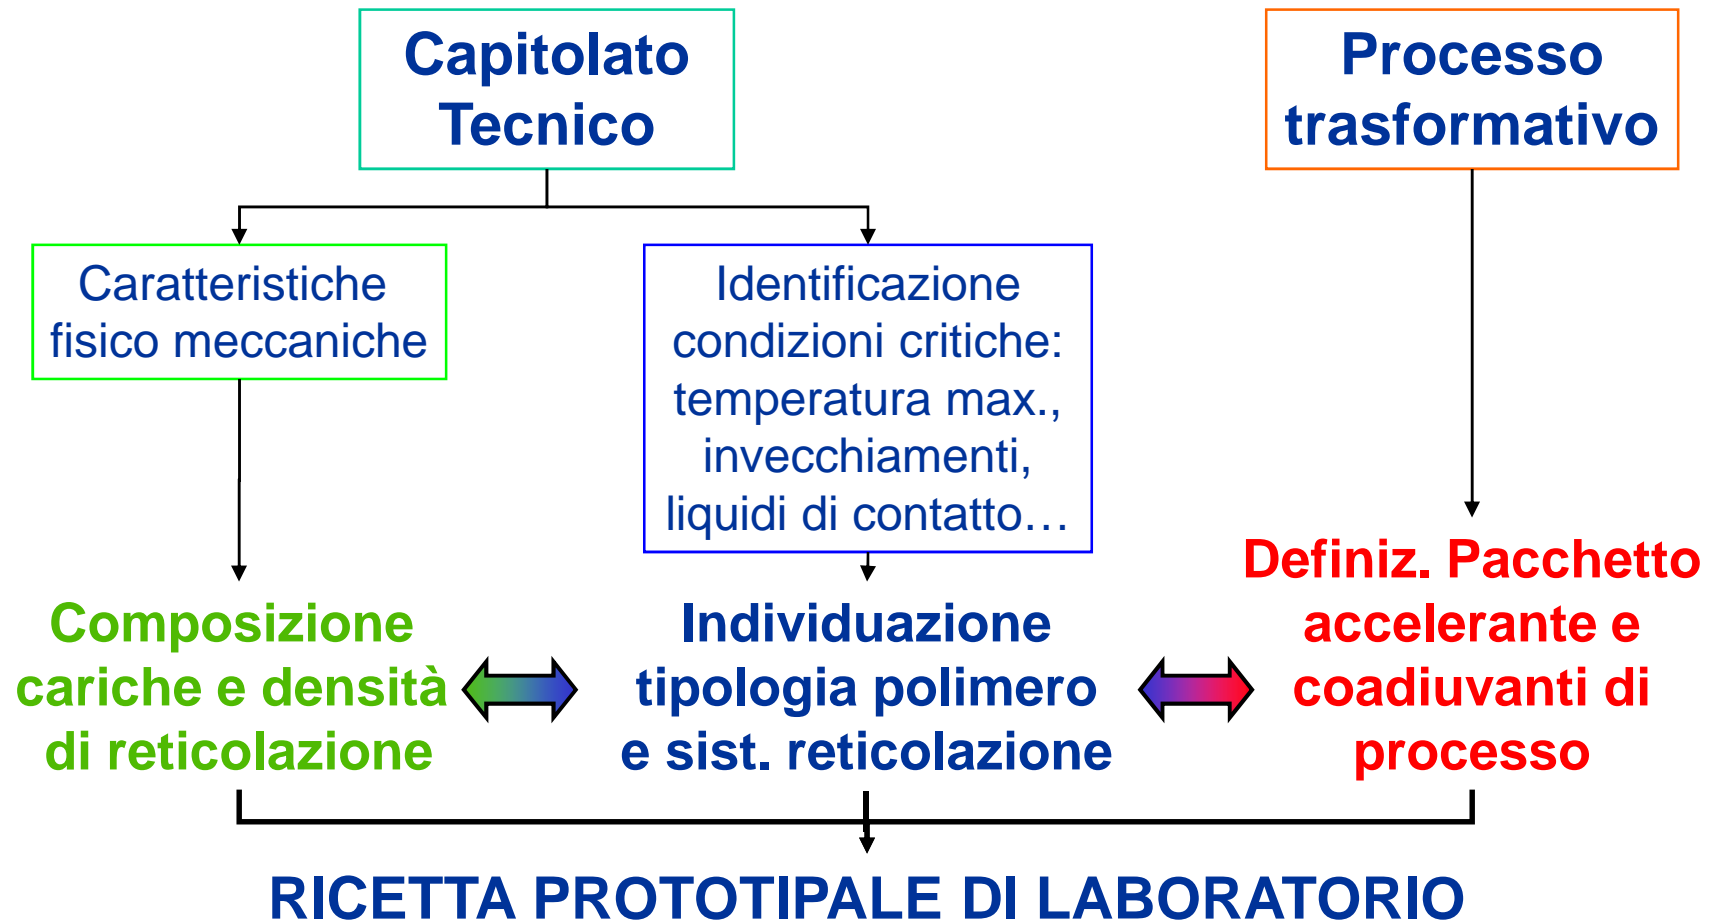 Capitolato
Tecnico
Processo
trasformativo
Caratteristiche
fisico meccaniche
Identificazione
condizioni critiche:
temperatura max.,
invecchiamenti,
liquidi di contatto…
Composizione
cariche e densità
di reticolazione
Individuazione
tipologia polimero
e sist. reticolazione
Definiz. Pacchetto
accelerante e
coadiuvanti di
processo
RICETTA PROTOTIPALE DI LABORATORIO